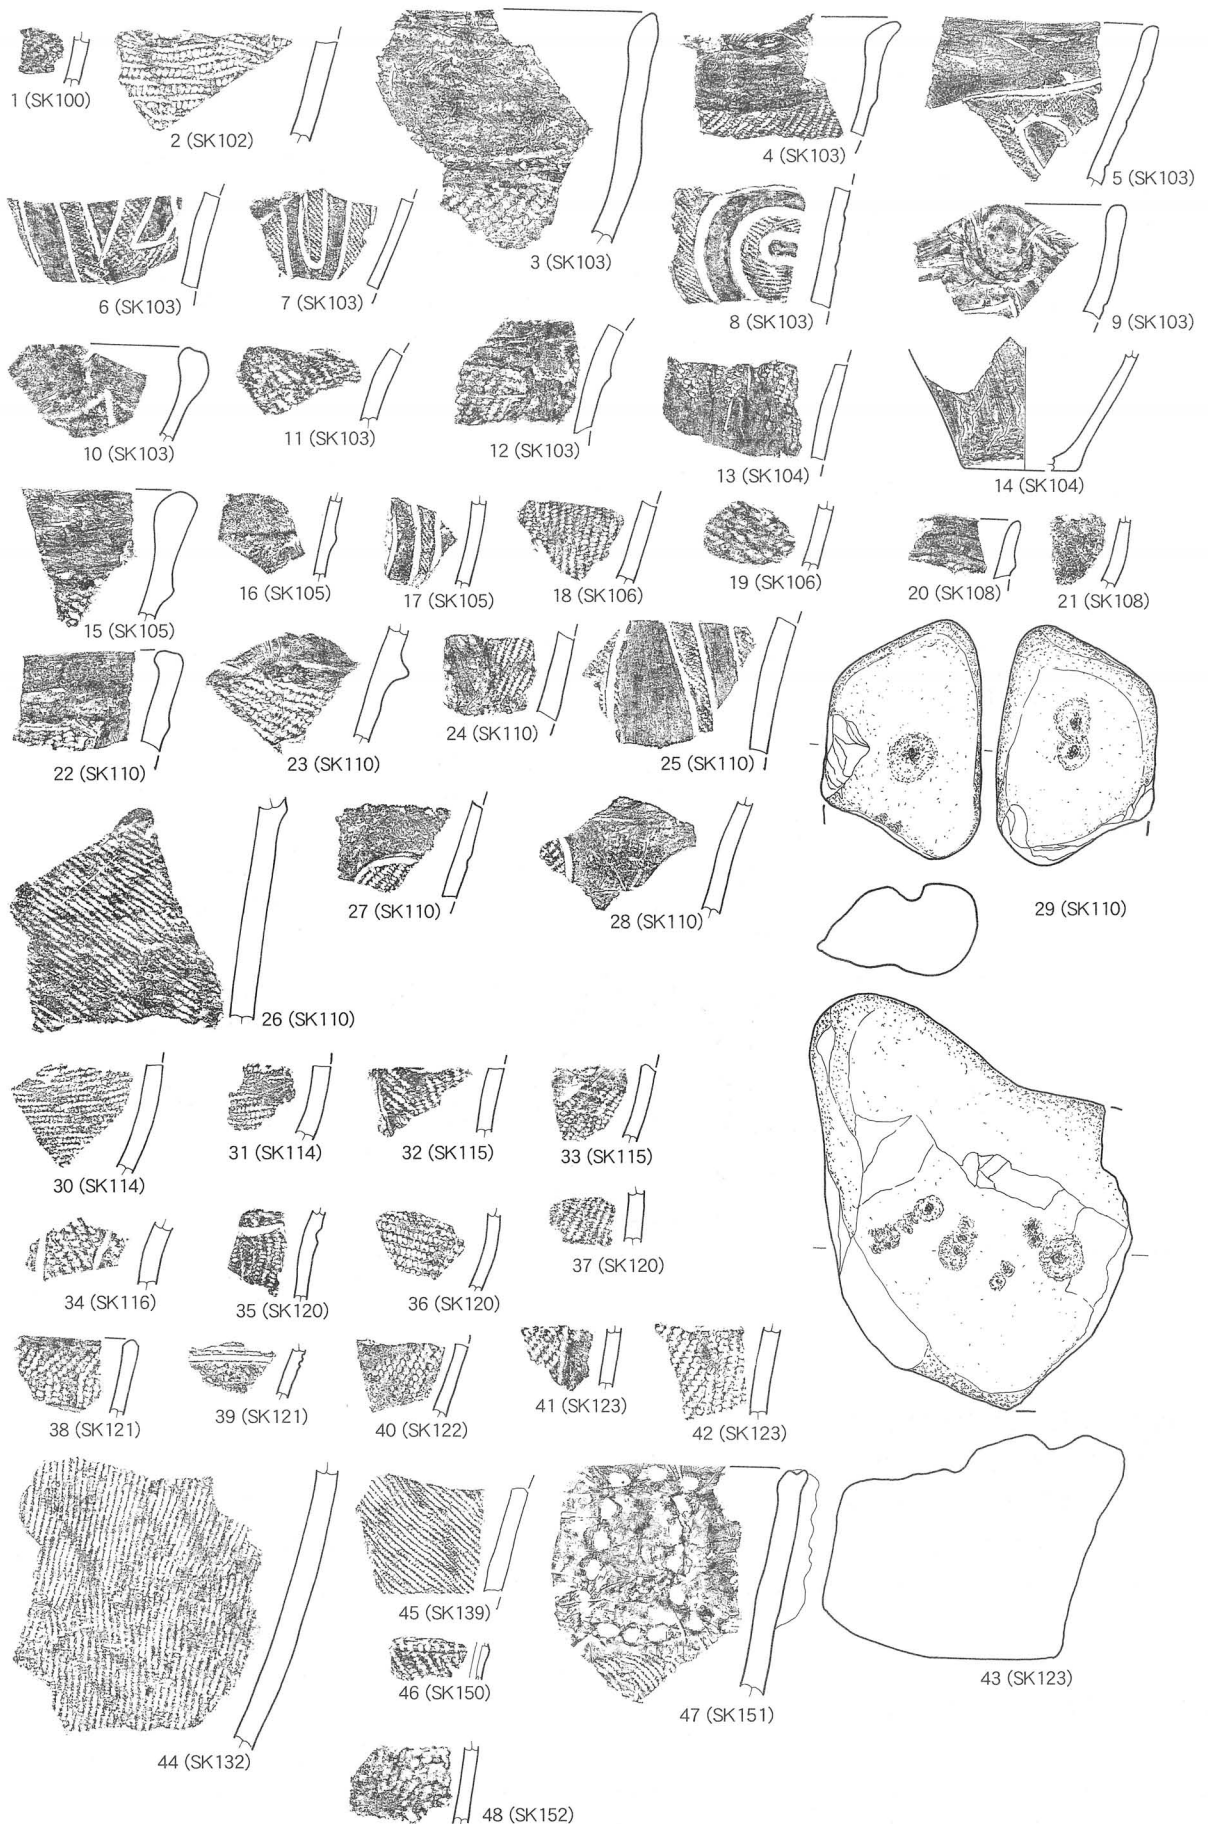 1 (SK100)
2 (SK102)
3 (SK103)
4 (SK103)
5 (SK103)
6 (SK103)
7 (SK103)
8 (SK103)
9 (SK103)
10 (SK103)
11 (SK103)
12 (SK103)
13 (SK104)
14 (SK104)
15 (SK105)
16 (SK105)
17 (SK105)
18 (SK106)
19 (SK106)
20 (SK108)
21 (SK108)
22 (SK110)
23 (SK110)
24 (SK110)
25 (SK110)
26 (SK110)
27 (SK110)
28 (SK110)
29 (SK110)
30 (SK114)
31 (SK114)
32 (SK115)
33 (SK115)
34 (SK116)
35 (SK120)
36 (SK120)
37 (SK120)
38 (SK121)
39 (SK121)
40 (SK122)
41 (SK123)
42 (SK123)
43 (SK123)
44 (SK132)
45 (SK139)
46 (SK150)
47 (SK151)
48 (SK152)